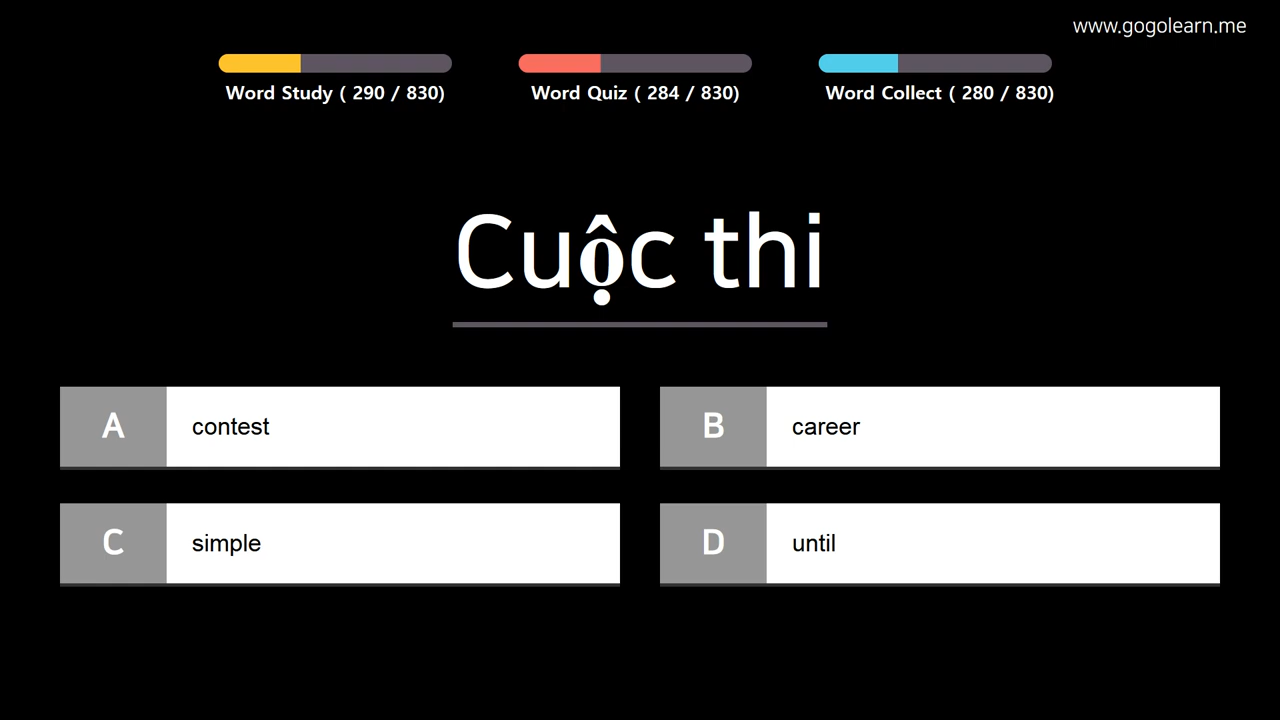 www.gogolearn.me
Word Study ( 290 / 830)
Word Quiz ( 284 / 830)
Word Collect ( 280 / 830)
Cuộc thi
A contest
B career
C simple
D until